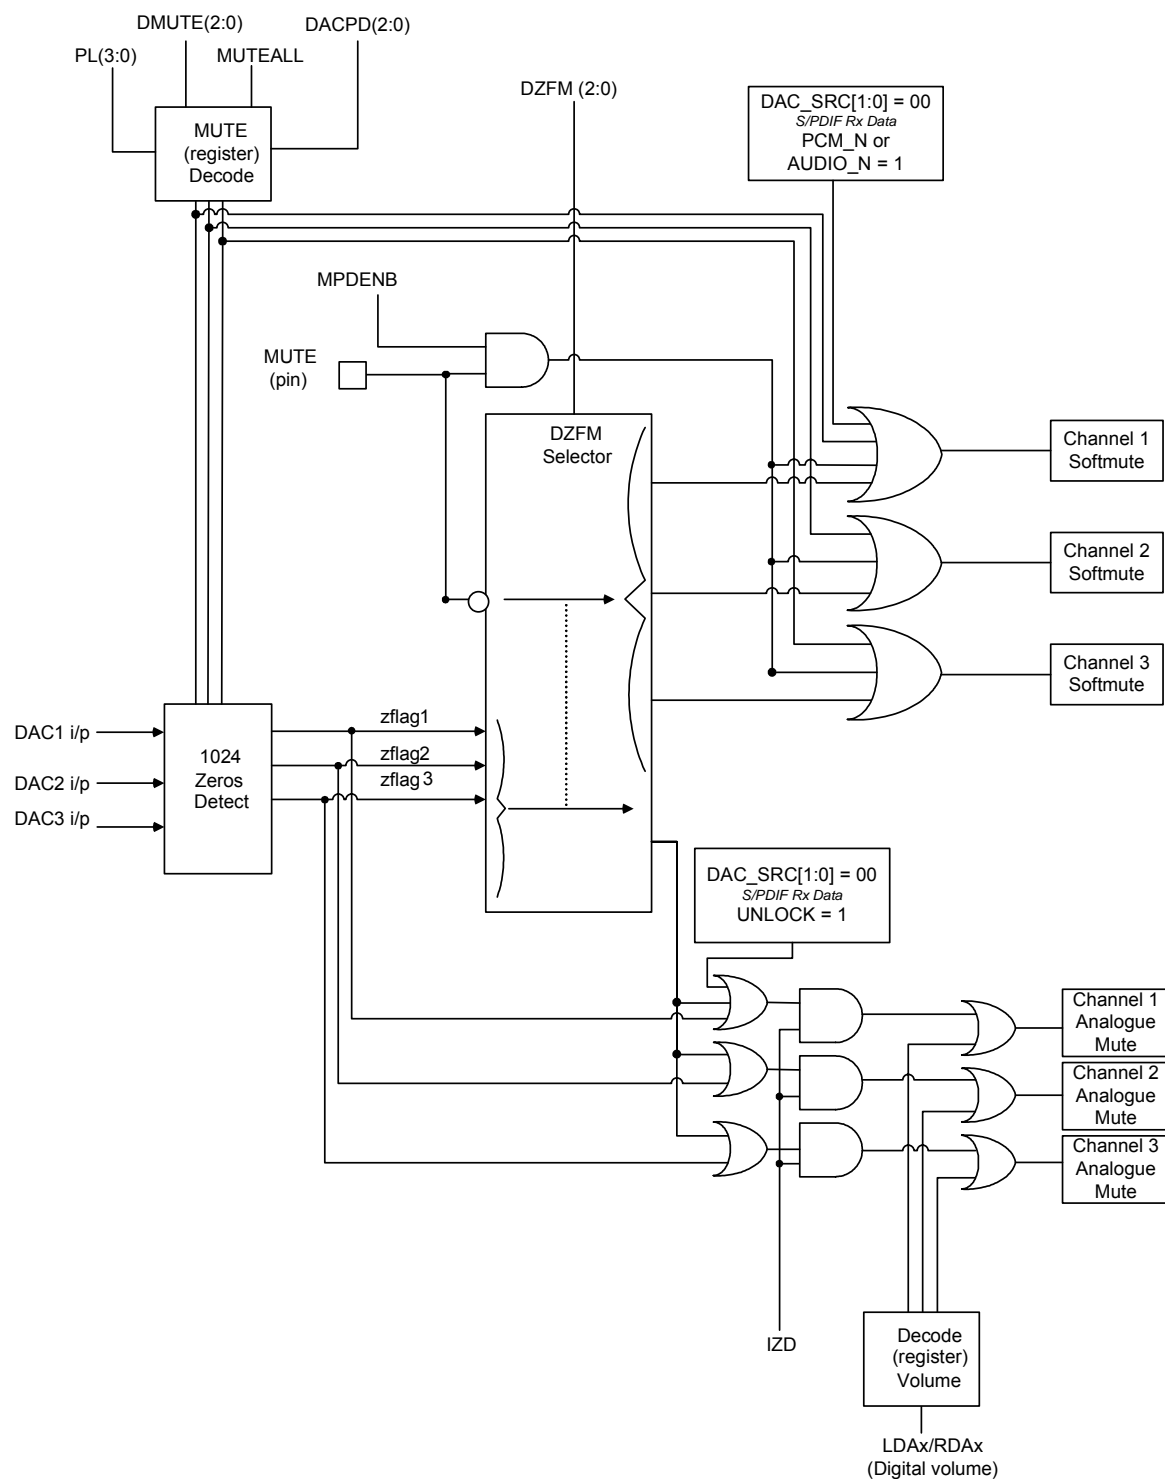 DMUTE(2:0)
DACPD(2:0)
PL(3:0)
MUTEALL
MUTE
(register)
Decode
DZFM (2:0)
DAC_SRC[1:0] = 00
S/PDIF Rx Data
PCM_N or
AUDIO_N = 1
MPDENB
MUTE
(pin)
DZFM
Selector
Channel 1
Softmute
Channel 2
Softmute
Channel 3
Softmute
DAC1 i/p
DAC2 i/p
DAC3 i/p
1024
Zeros
Detect
zflag1
zflag2
zflag3
DAC_SRC[1:0] = 00
S/PDIF Rx Data
UNLOCK = 1
Channel 1
Analogue
Mute
Channel 2
Analogue
Mute
Channel 3
Analogue
Mute
IZD
Decode
(register)
Volume
LDAx/RDAx
(Digital volume)